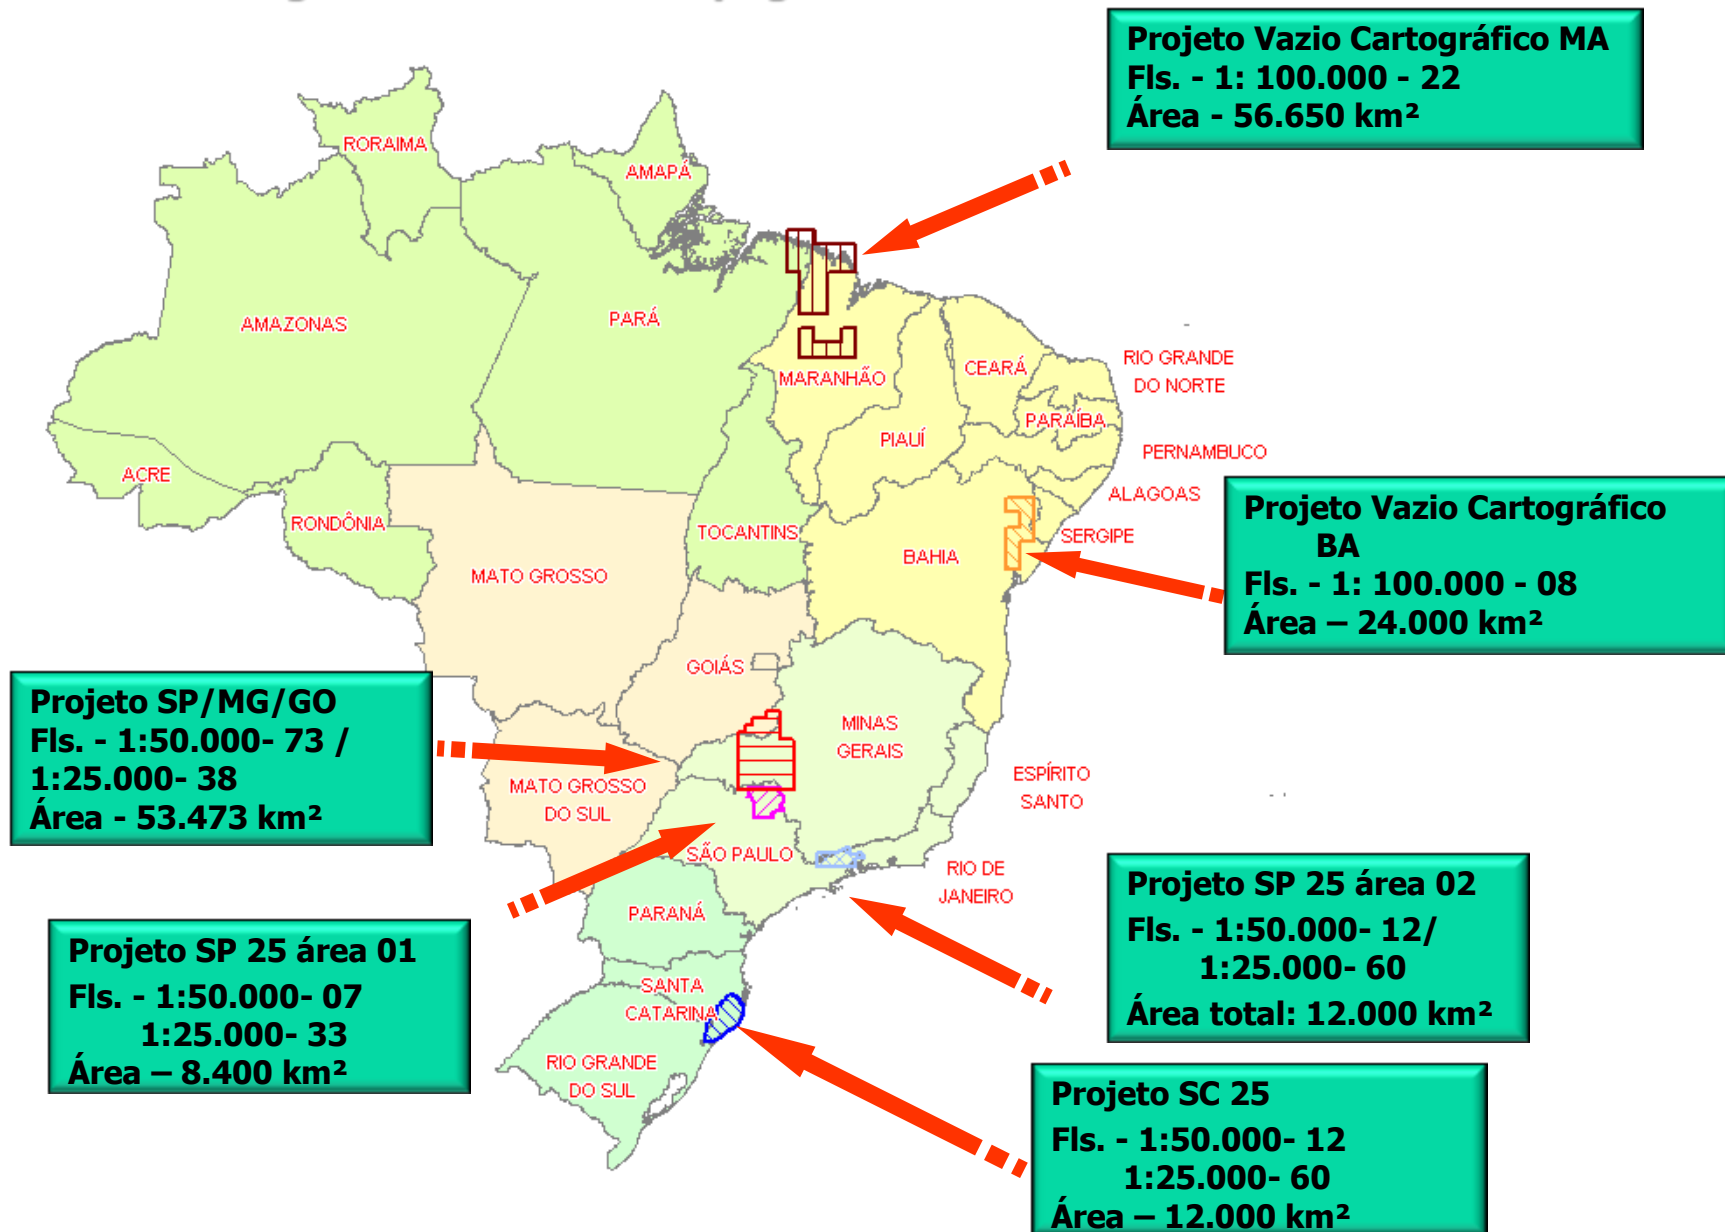 Projeto Vazio Cartográfico MA
Fls. - 1: 100.000 - 22
Área - 56.650 km²
RORAIMA
AMAPÁ
AMAZONAS
PARÁ
MARANHÃO
CEARÁ
RIO GRANDE
DO NORTE
PARAÍBA
PIAUÍ
PERNAMBUCO
ACRE
ALAGOAS
RONDÔNIA
TOCANTINS
SERGIPE
BAHIA
MATO GROSSO
Projeto Vazio Cartográfico
BA
Fls. - 1: 100.000 - 08
Área – 24.000 km²
GOIÁS
Projeto SP/MG/GO
Fls. - 1:50.000- 73 /
1:25.000- 38
Área - 53.473 km²
MINAS
GERAIS
ESPÍRITO
SANTO
MATO GROSSO
DO SUL
SÃO PAULO
RIO DE
JANEIRO
PARANÁ
Projeto SP 25 área 02
Fls. - 1:50.000- 12/
1:25.000- 60
Área total: 12.000 km²
Projeto SP 25 área 01
Fls. - 1:50.000- 07
1:25.000- 33
Área – 8.400 km²
SANTA
CATARINA
RIO GRANDE
DO SUL
Projeto SC 25
Fls. - 1:50.000- 12
1:25.000- 60
Área – 12.000 km²